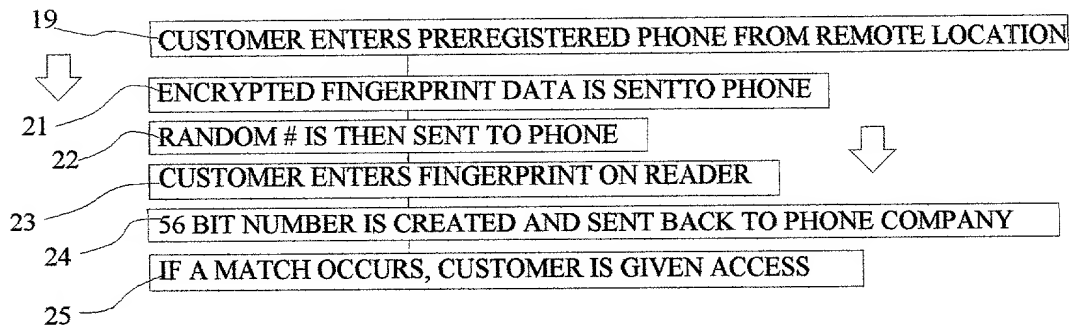 19 CUSTOMER ENTERS PREREGISTERED PHONE FROM REMOTE LOCATION
21 ENCRYPTED FINGERPRINT DATA IS SENTTO PHONE
22 RANDOM # IS THEN SENT TO PHONE
23 CUSTOMER ENTERS FINGERPRINT ON READER
24 56 BIT NUMBER IS CREATED AND SENT BACK TO PHONE COMPANY
25 IF A MATCH OCCURS, CUSTOMER IS GIVEN ACCESS